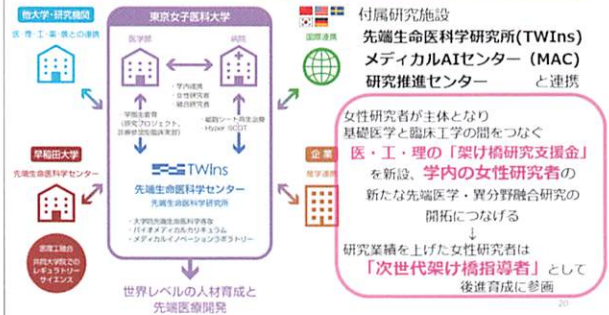 他大学・研究機関
医・理・工・薬・獣との連携
東京女子医科大学
医学部
病院
・学内連携
・女性研究者
・融合研究者
・学部生教育
(研究プロジェクト、
・細胞シート再生治療
Hyper SCOT
TWIns
先端生命医科学センター
先端生命医科学研究所
・大学院先端生命医科学専攻
・バイオメディカルカリキュラム
・メディカルイノベーションラボラトリー
世界レベルの人材育成と
先端医療開発
早稲田大学
先端生命医科学センター
医理工融合
共同大学院での
レギュラトリー
サイエンス
国際連携
企業
産学連携
付属研究施設
先端生命医科学研究所(TWIns)
メディカルAIセンター(MAC)
研究推進センター と連携
女性研究者が主体となり
基礎医学と臨床工学の間をつなぐ
医・工・理の「架け橋研究支援金」
を新設、学内の女性研究者の
新たな先端医学・異分野融合研究の
開拓につなげる
↓
研究業績を上げた女性研究者は
「次世代架け橋指導者」として
後進育成に参画
20